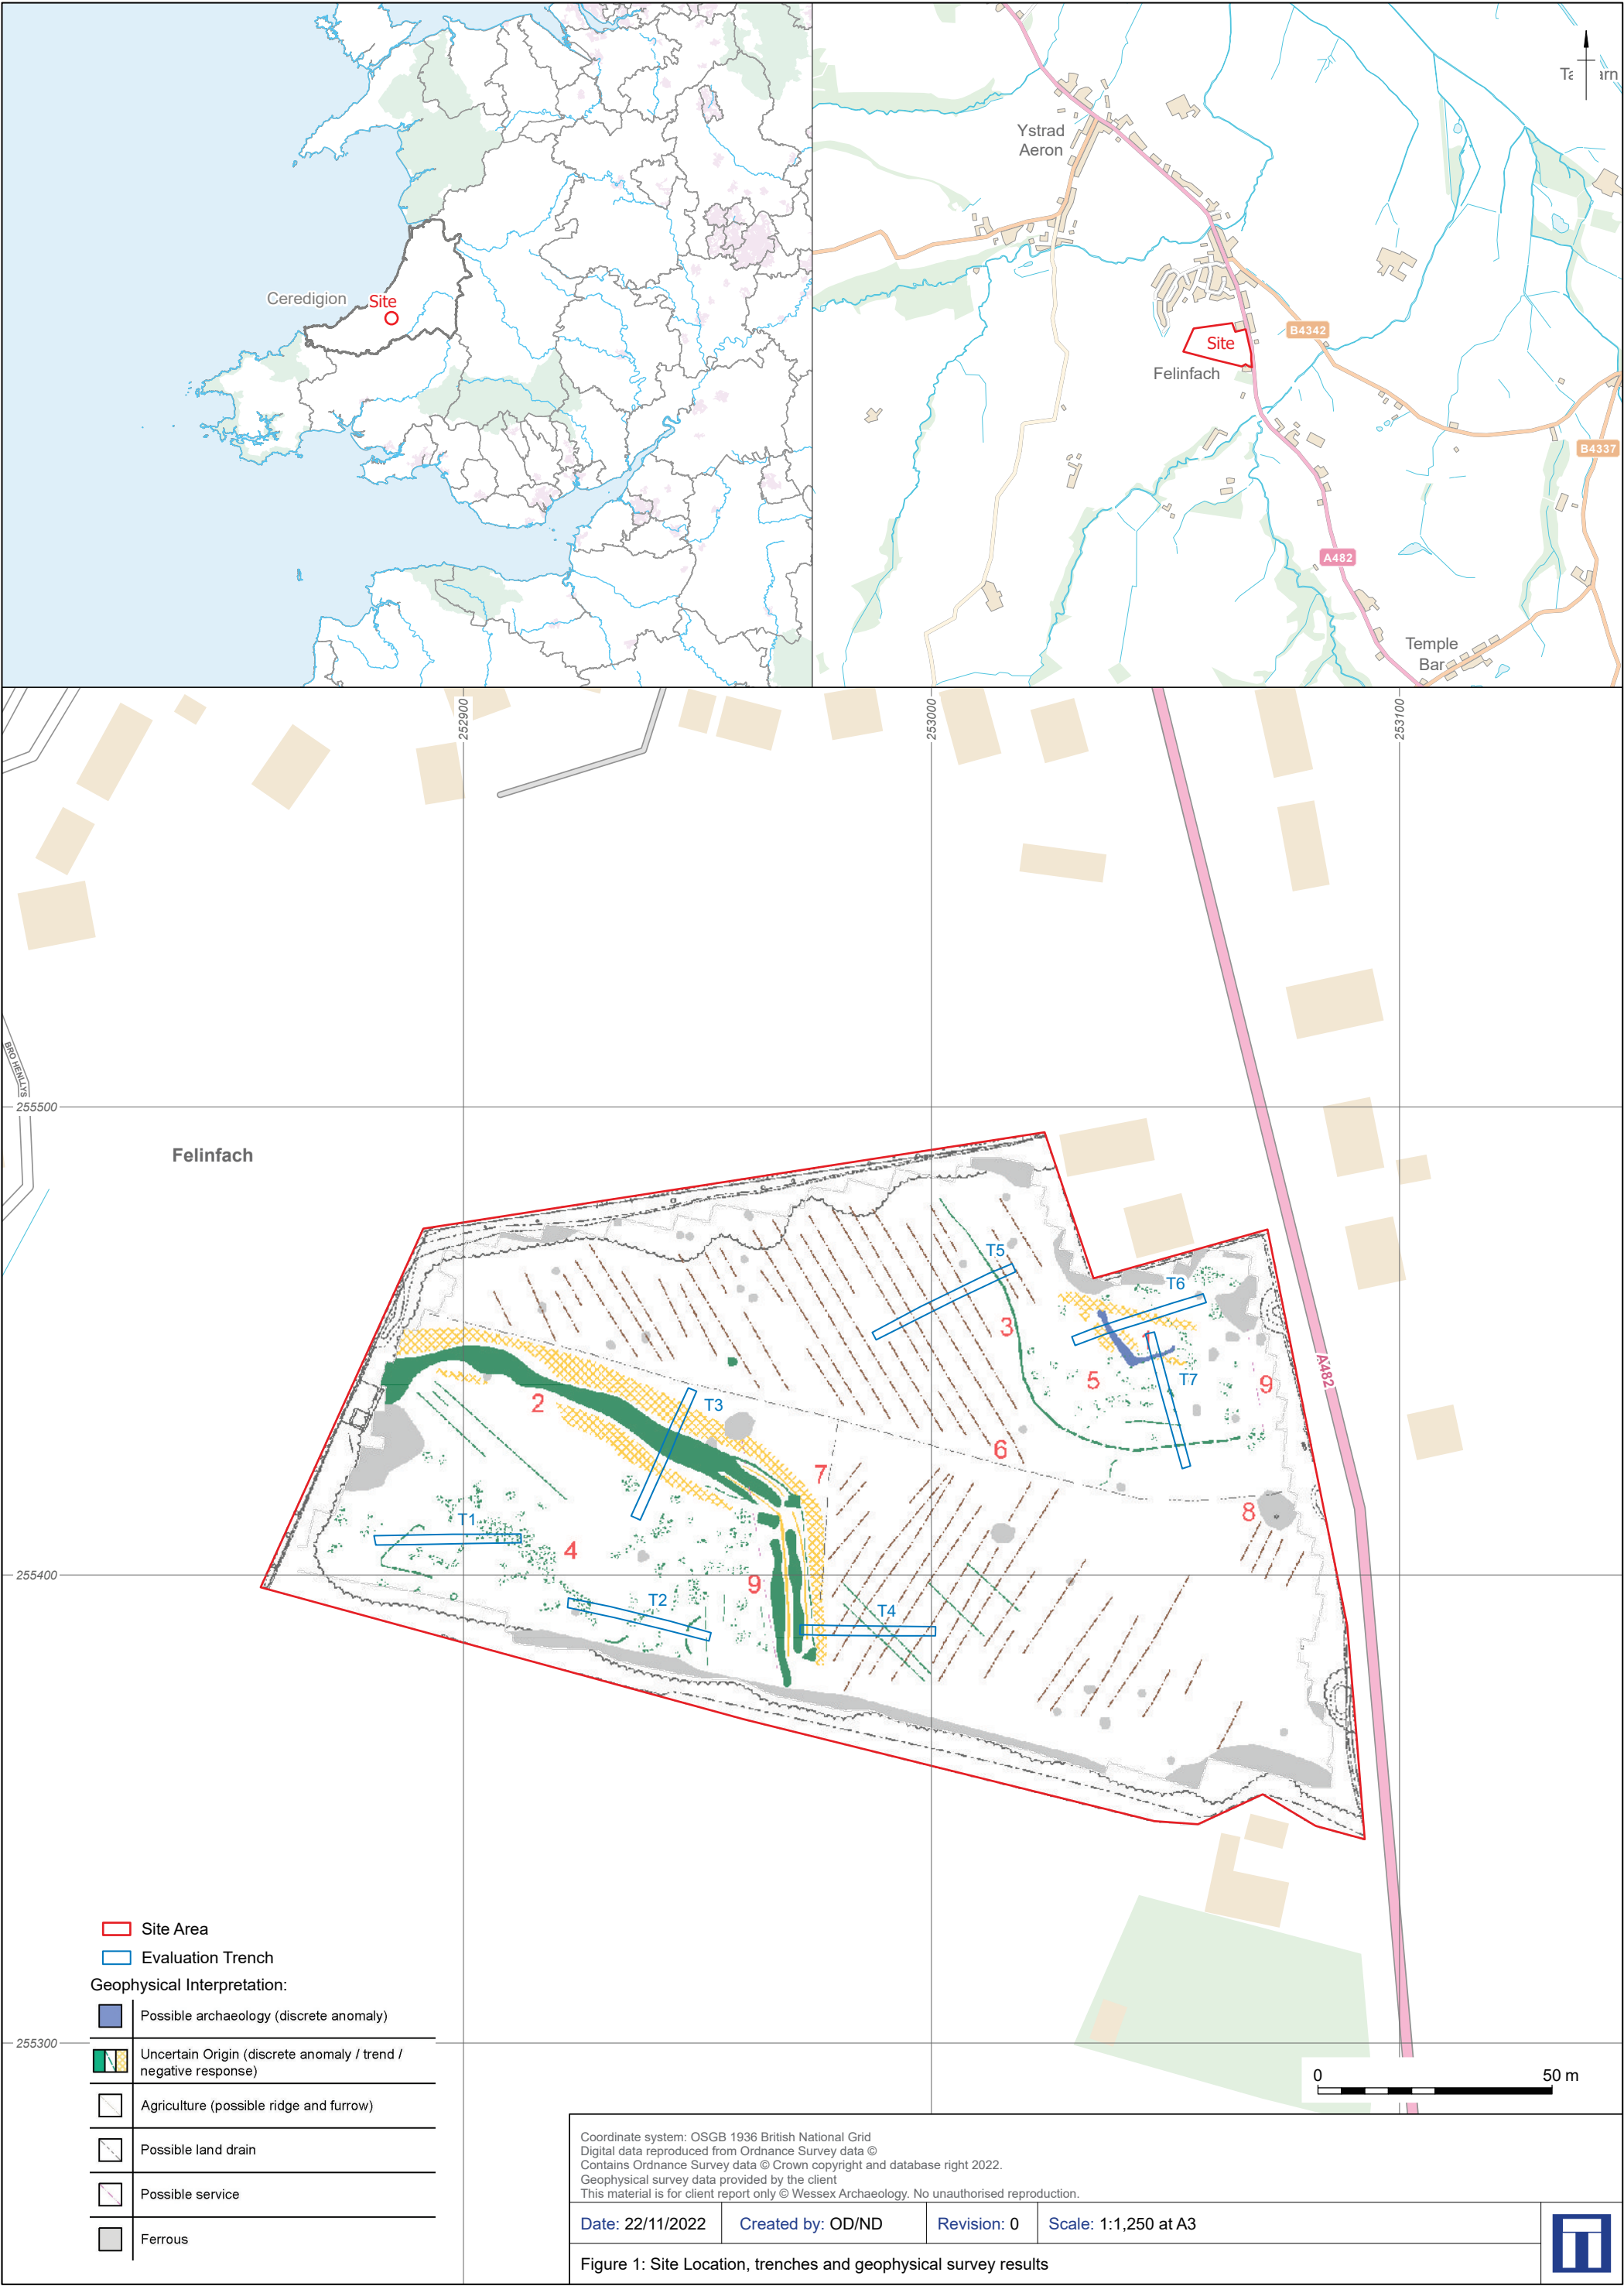 Ceredigion
Site
Ystrad
Aeron
B4342
Site
Felinfach
B4337
A482
Temple
Bar
252900
253000
253100
BRO HENLLYS
255500
Felinfach
A482
T5
T6
3
1
5
T7
9
2
T3
6
7
8
T1
4
9
T2
T4
255400
255300
Site Area
Evaluation Trench
Geophysical Interpretation:
Possible archaeology (discrete anomaly)
Uncertain Origin (discrete anomaly / trend /
negative response)
Agriculture (possible ridge and furrow)
Possible land drain
Possible service
Ferrous
0 50 m
Coordinate system: OSGB 1936 British National Grid
Digital data reproduced from Ordnance Survey data ©
Contains Ordnance Survey data © Crown copyright and database right 2022.
Geophysical survey data provided by the client
This material is for client report only © Wessex Archaeology. No unauthorised reproduction.
Date: 22/11/2022 Created by: OD/ND Revision: 0 Scale: 1:1,250 at A3
Figure 1: Site Location, trenches and geophysical survey results